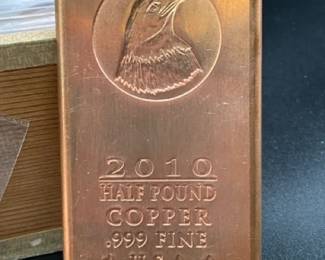 2010
HALF POUND
COPPER
.999 FINE